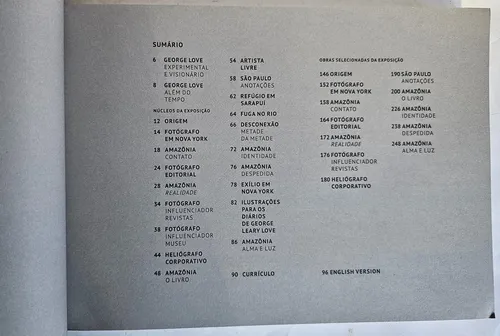 SUMÁRIO
6 GEORGE LOVE
EXPERIMENTAL
E VISIONÁRIO
8 GEORGE LOVE
ALÉM DO
TEMPO
NÚCLEOS DA EXPOSIÇÃO
12 ORIGEM
14 FOTÓGRAFO
EM NOVA YORK
18 AMAZÔNIA
CONTATO
24 FOTÓGRAFO
EDITORIAL
28 AMAZÔNIA
REALIDADE
34 FOTÓGRAFO
INFLUENCIADOR
REVISTAS
38 FOTÓGRAFO
INFLUENCIADOR
MUSEU
44 HELIÓGRAFO
CORPORATIVO
48 AMAZÔNIA
O LIVRO
54 ARTISTA
LIVRE
58 SÃO PAULO
ANOTAÇÕES
62 REFÚGIO EM
SARAPUÍ
64 FUGA NO RIO
66 DESCONEXÃO
METADE
DA METADE
72 AMAZÔNIA
IDENTIDADE
76 AMAZÔNIA
DESPEDIDA
78 EXÍLIO EM
NOVA YORK
82 ILUSTRAÇÕES
PARA OS
DIÁRIOS
DE GEORGE
LEARY LOVE
86 AMAZÔNIA
ALMA E LUZ
90 CURRÍCULO
OBRAS SELECIONADAS DA EXPOSIÇÃO
146 ORIGEM
152 FOTÓGRAFO
EM NOVA YORK
158 AMAZÔNIA
CONTATO
164 FOTÓGRAFO
EDITORIAL
172 AMAZÔNIA
REALIDADE
176 FOTÓGRAFO
INFLUENCIADOR
REVISTAS
180 HELIÓGRAFO
CORPORATIVO
190 SÃO PAULO
ANOTAÇÕES
200 AMAZÔNIA
O LIVRO
226 AMAZÔNIA
IDENTIDADE
238 AMAZÔNIA
DESPEDIDA
248 AMAZÔNIA
ALMA E LUZ
96 ENGLISH VERSION